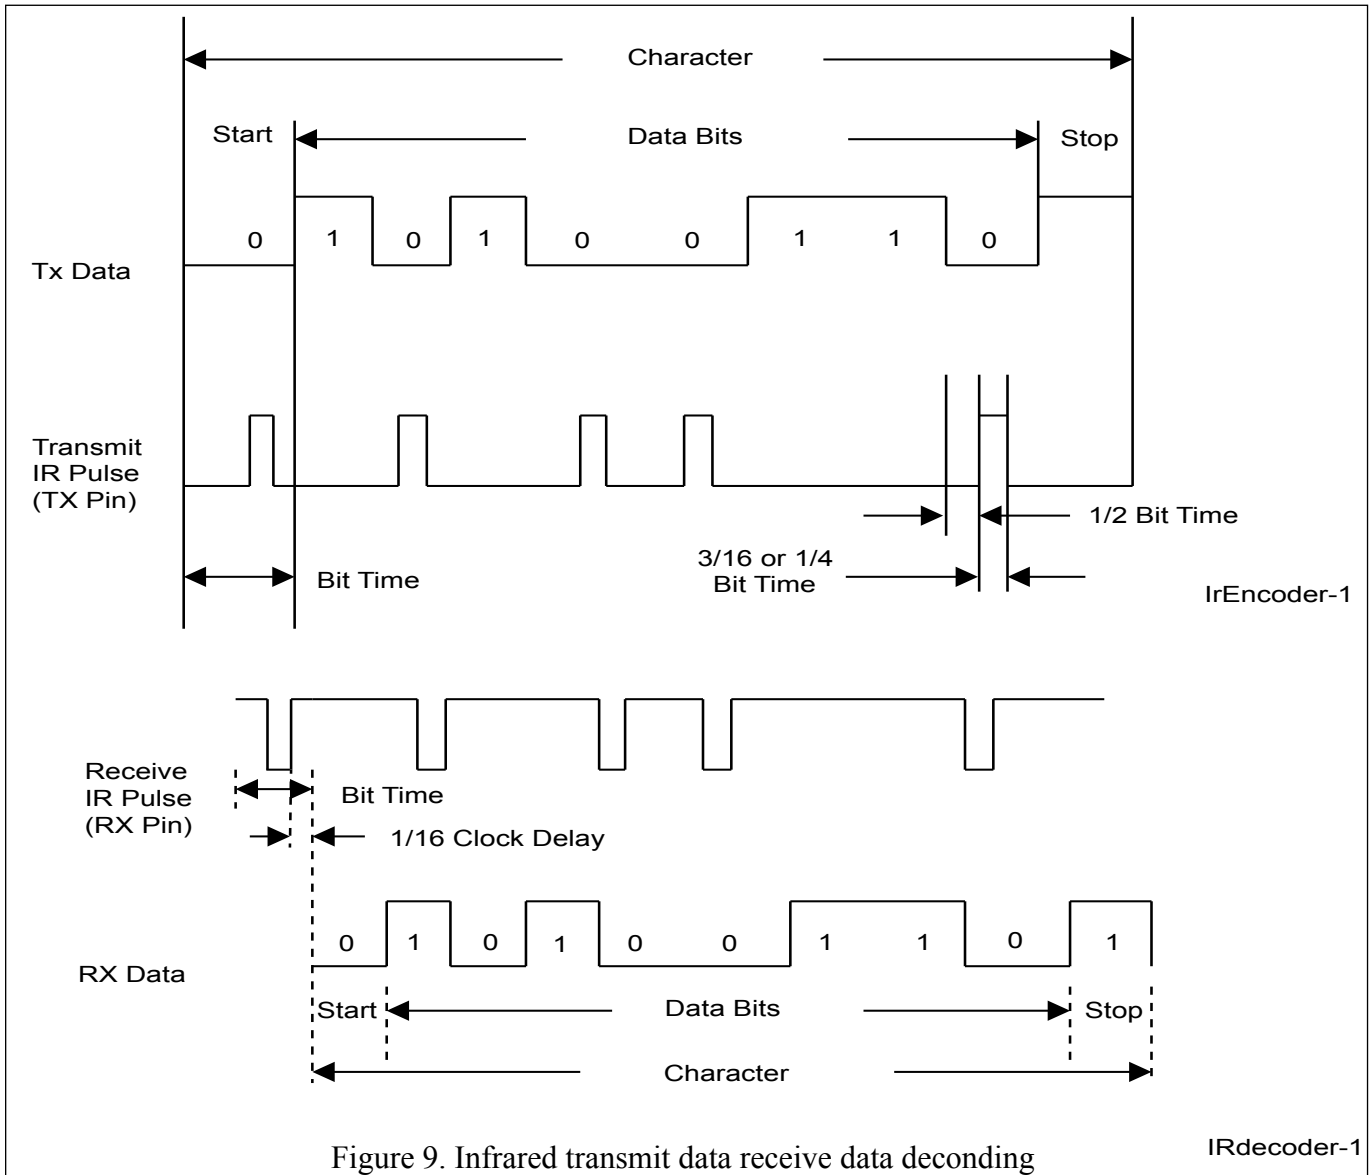 Character
Start
Data Bits
Stop
0 1 0 1 0 0 1 1 0
Tx Data
Transmit
IR Pulse
(TX Pin)
1/2 Bit Time
3/16 or 1/4
Bit Time
Bit Time
IrEncoder-1
Receive
IR Pulse
(RX Pin)
Bit Time
1/16 Clock Delay
0 1 0 1 0 0 1 1 0 1
RX Data
Start
Data Bits
Stop
Character
IRdecoder-1
Figure 9. Infrared transmit data receive data deconding